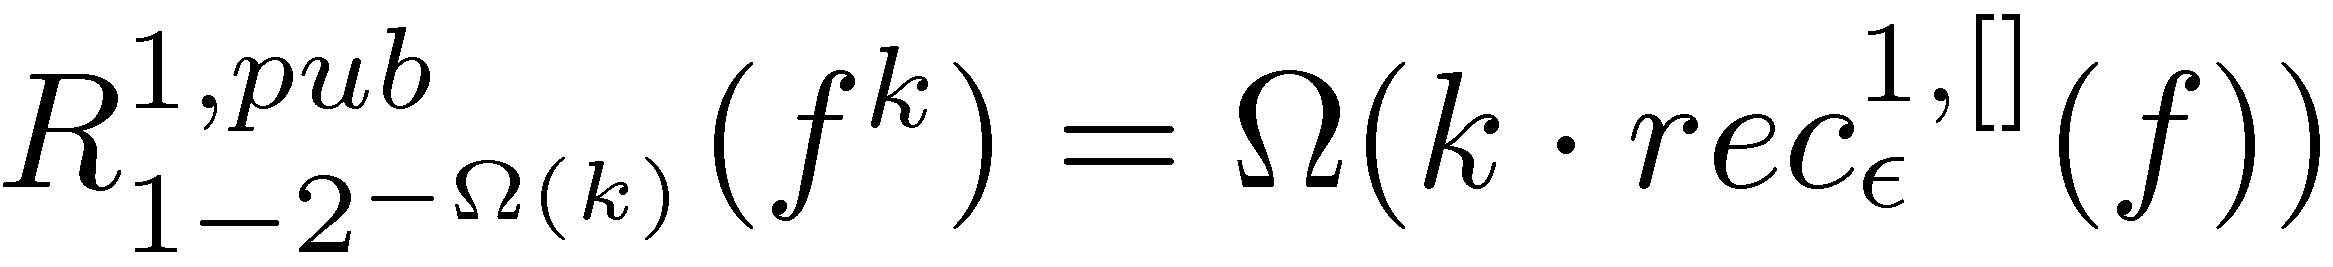 R^{1,pub}_{1-2^{-Ω(k)}}(f^k) = Ω(k · rec^{1,[]}_ϵ(f))